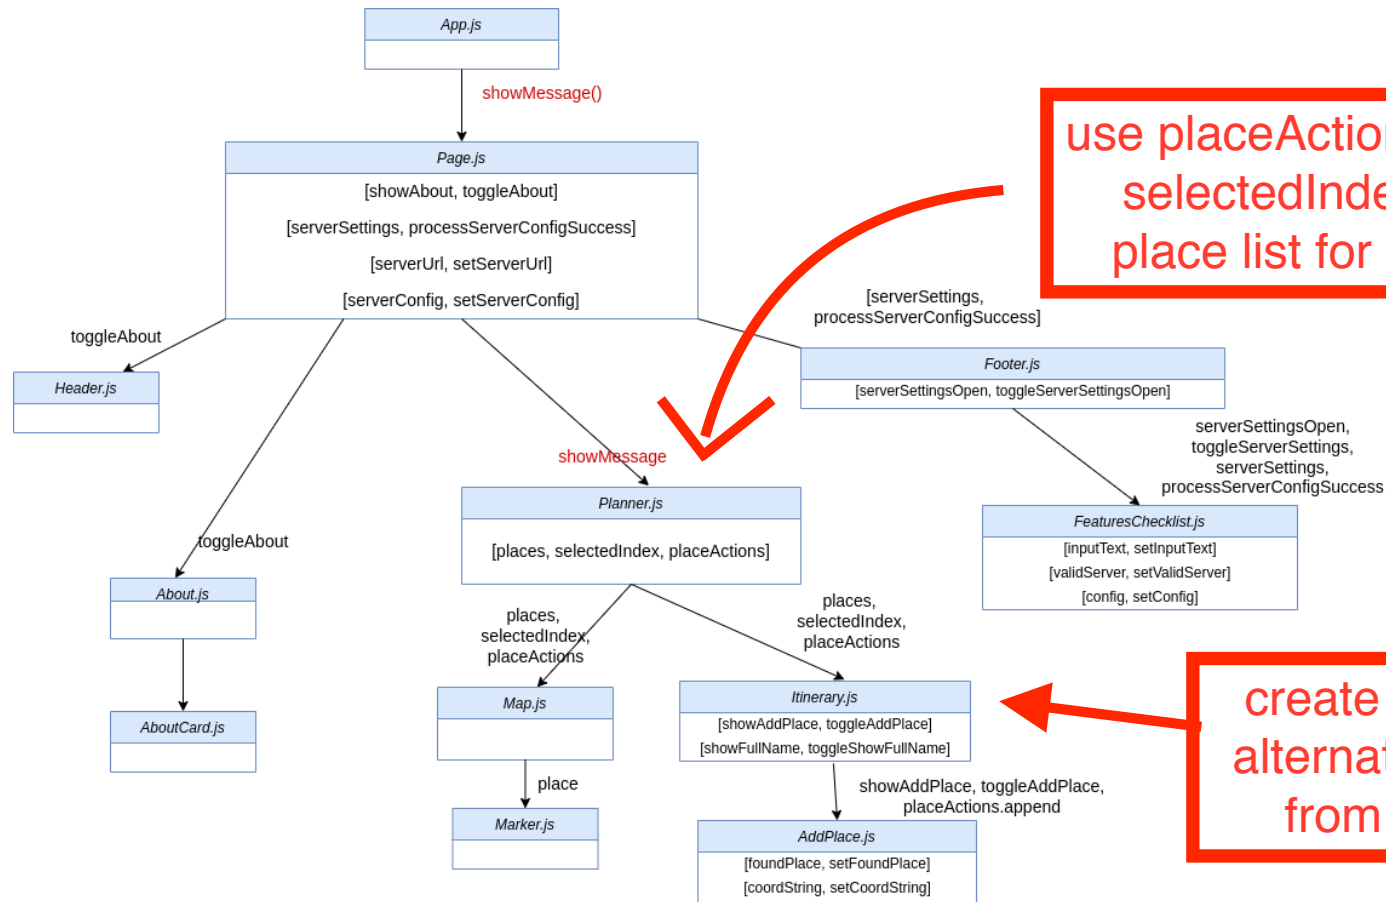 App.js
showMessage()
Page.js
[showAbout, toggleAbout]
[serverSettings, processServerConfigSuccess]
[serverUrl, setServerUrl]
[serverConfig, setServerConfig]
use placeAction
selectedInde
place list for
[serverSettings,
processServerConfigSuccess]
toggleAbout
Header.js
Footer.js
[serverSettingsOpen, toggleServerSettingsOpen]
serverSettingsOpen,
toggleServerSettings,
serverSettings,
processServerConfigSuccess
showMessage
Planner.js
[places, selectedIndex, placeActions]
FeaturesChecklist.js
[inputText, setInputText]
[validServer, setValidServer]
[config, setConfig]
toggleAbout
About.js
places,
selectedIndex,
placeActions
places,
selectedIndex,
placeActions
AboutCard.js
Map.js
Itinerary.js
[showAddPlace, toggleAddPlace]
[showFullName, toggleShowFullName]
create
alternat
from
place
showAddPlace, toggleAddPlace,
placeActions.append
Marker.js
AddPlace.js
[foundPlace, setFoundPlace]
[coordString, setCoordString]